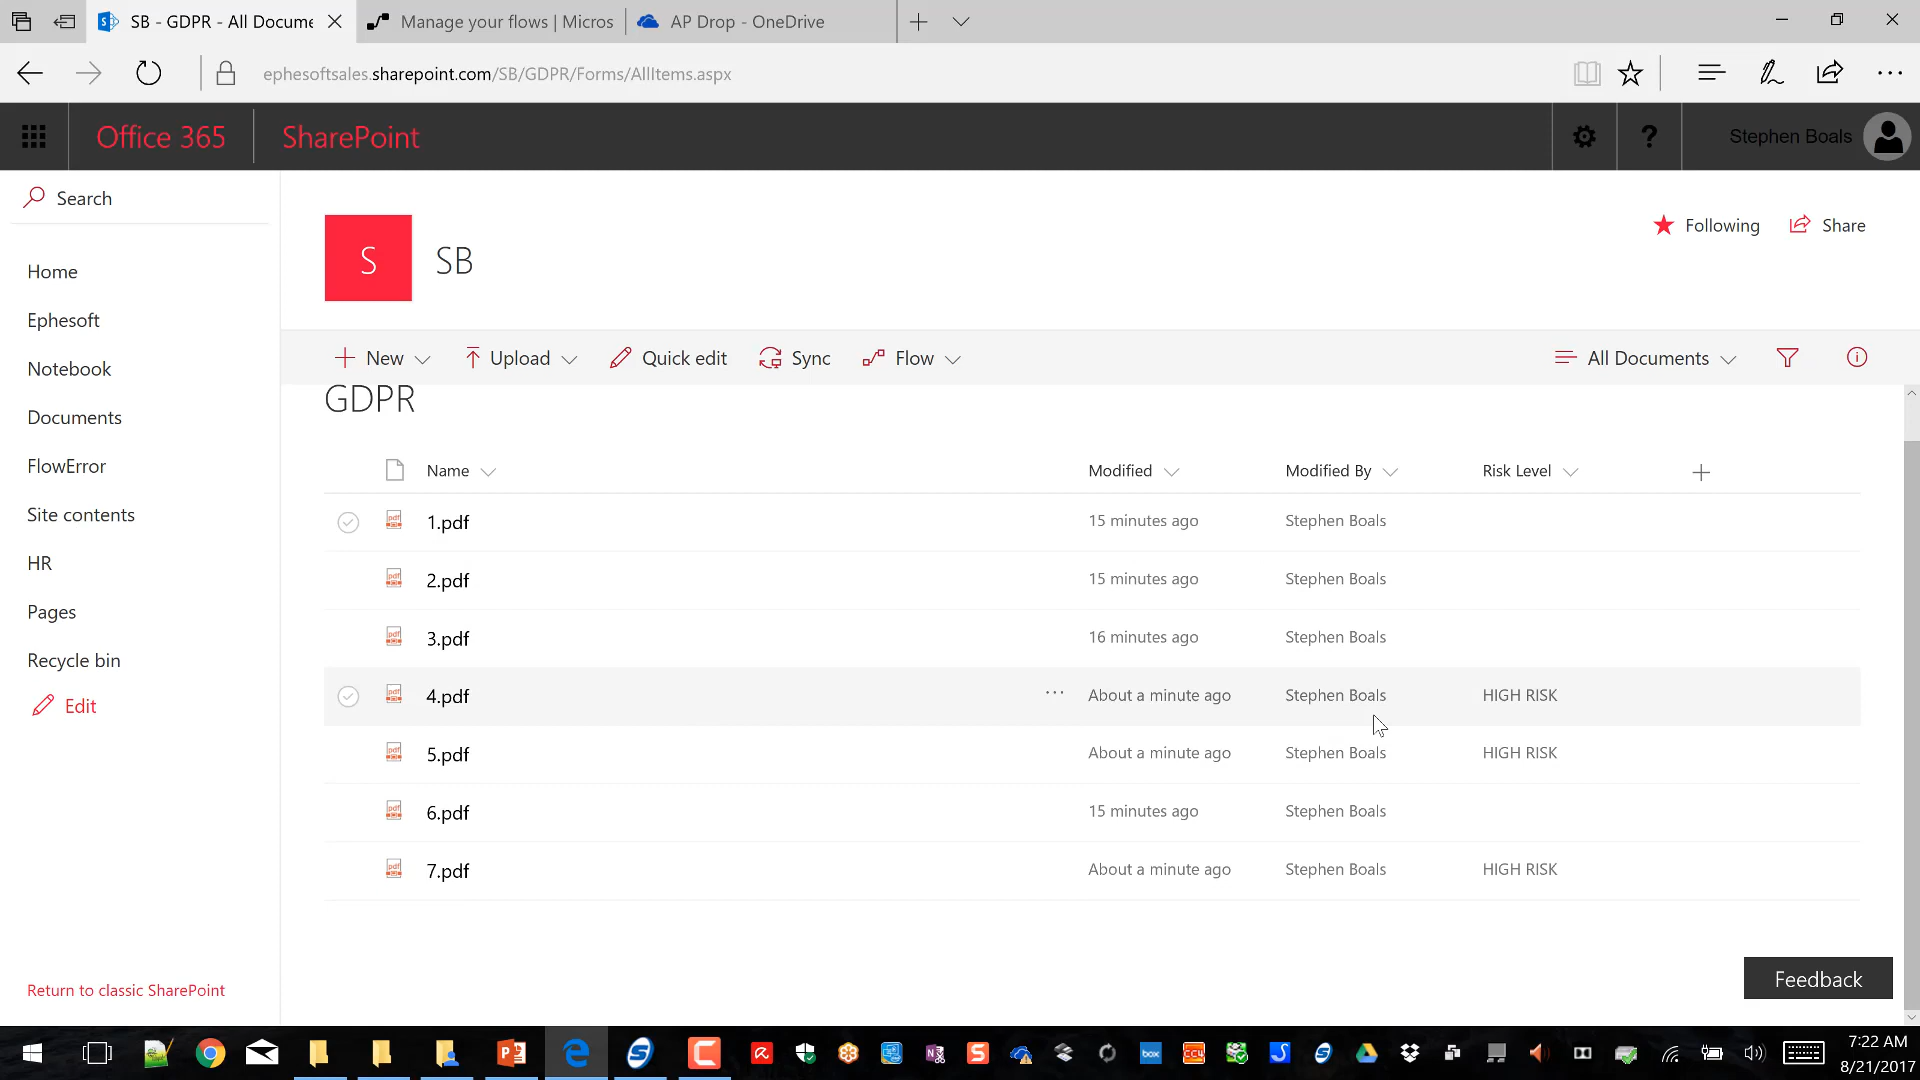 SB - GDPR - All Docume
Manage your flows | Micros
AP Drop - OneDrive
ephesoftsales.sharepoint.com/SB/GDPR/Forms/AllItems.aspx
Office 365
SharePoint
?
Stephen Boals
Search
Home
Ephesoft
Notebook
Documents
FlowError
Site contents
HR
Pages
Recycle bin
Edit
Return to classic SharePoint
S
SB
Following
Share
New
Upload
Quick edit
Sync
Flow
All Documents
GDPR
Name Modified Modified By Risk Level
1.pdf 15 minutes ago Stephen Boals
2.pdf 15 minutes ago Stephen Boals
3.pdf 16 minutes ago Stephen Boals
4.pdf About a minute ago Stephen Boals HIGH RISK
5.pdf About a minute ago Stephen Boals HIGH RISK
6.pdf 15 minutes ago Stephen Boals
7.pdf About a minute ago Stephen Boals HIGH RISK
Feedback
box
7:22 AM
8/21/2017